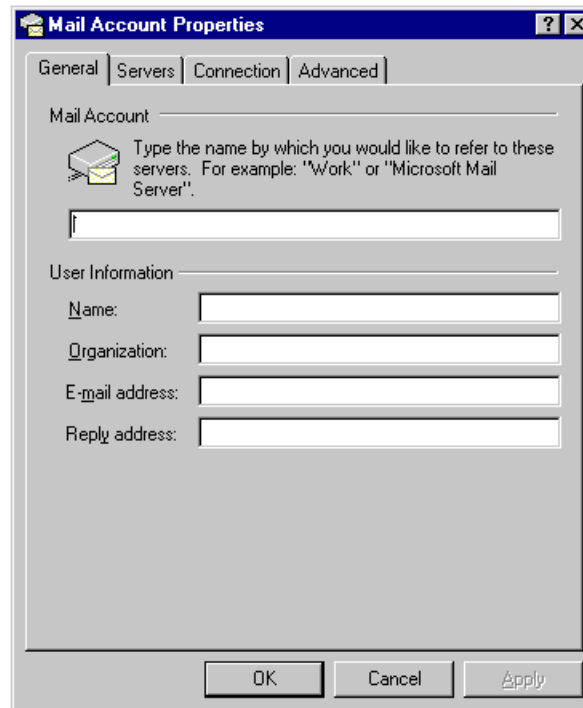 Mail Account Properties
General Servers Connection Advanced
Mail Account
Type the name by which you would like to refer to these
servers. For example: "Work" or "Microsoft Mail
Server".
User Information
Name:
Organization:
E-mail address:
Reply address:
OK Cancel Apply